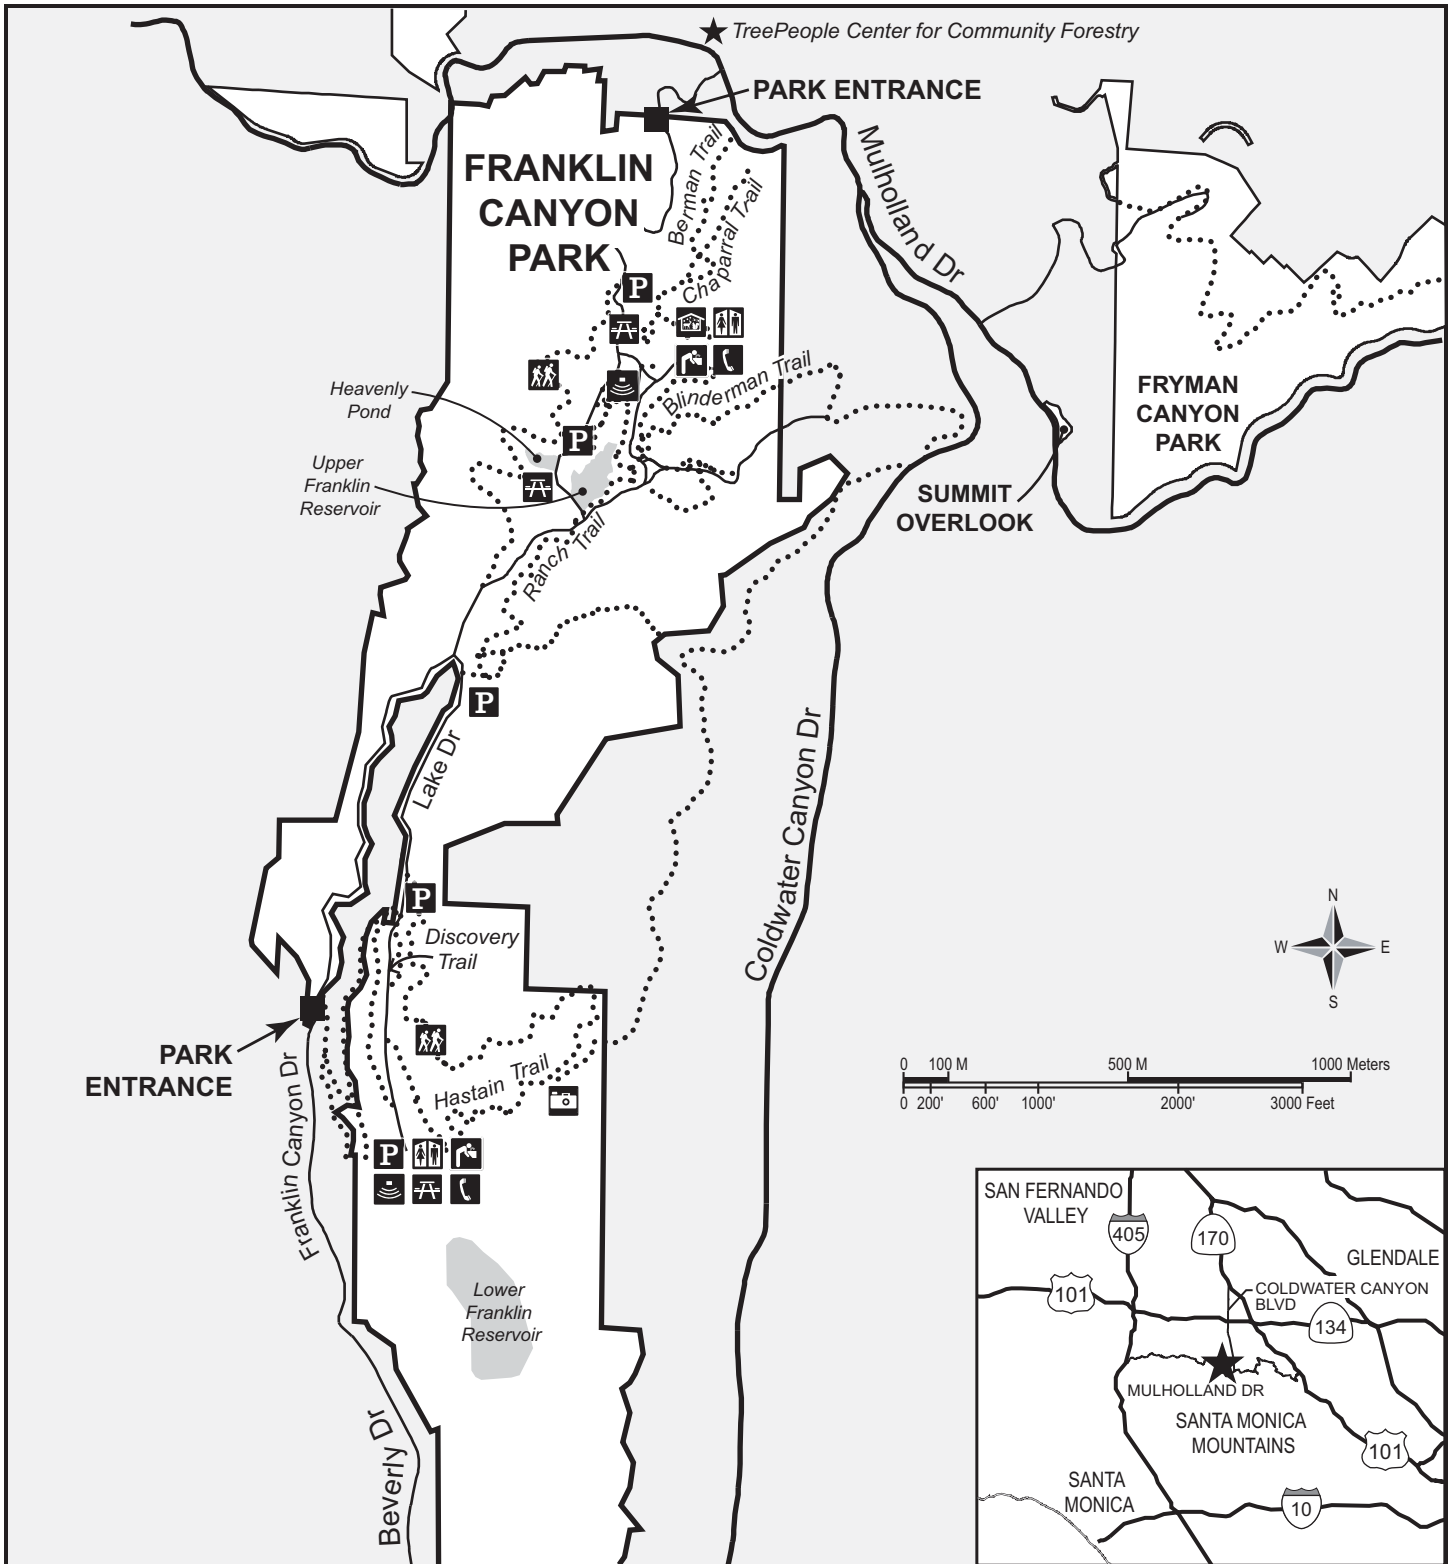 TreePeople Center for Community Forestry
PARK ENTRANCE
FRANKLIN
CANYON
PARK
Berman Trail
Chaparral Trail
Mulholland Dr
P
Blinderman Trail
Heavenly
Pond
P
Upper
Franklin
Reservoir
FRYMAN
CANYON
PARK
SUMMIT
OVERLOOK
Ranch Trail
P
Lake Dr
Coldwater Canyon Dr
P
Discovery
Trail
PARK
ENTRANCE
Hastain Trail
Franklin Canyon Dr
P
Lower
Franklin
Reservoir
Beverly Dr
N
W E
S
0 100 M 500 M 1000 Meters
0 200' 600' 1000' 2000' 3000 Feet
SAN FERNANDO
VALLEY
405
170
GLENDALE
101
COLDWATER CANYON
BLVD
134
MULHOLLAND DR
SANTA MONICA
MOUNTAINS
101
SANTA
MONICA
10